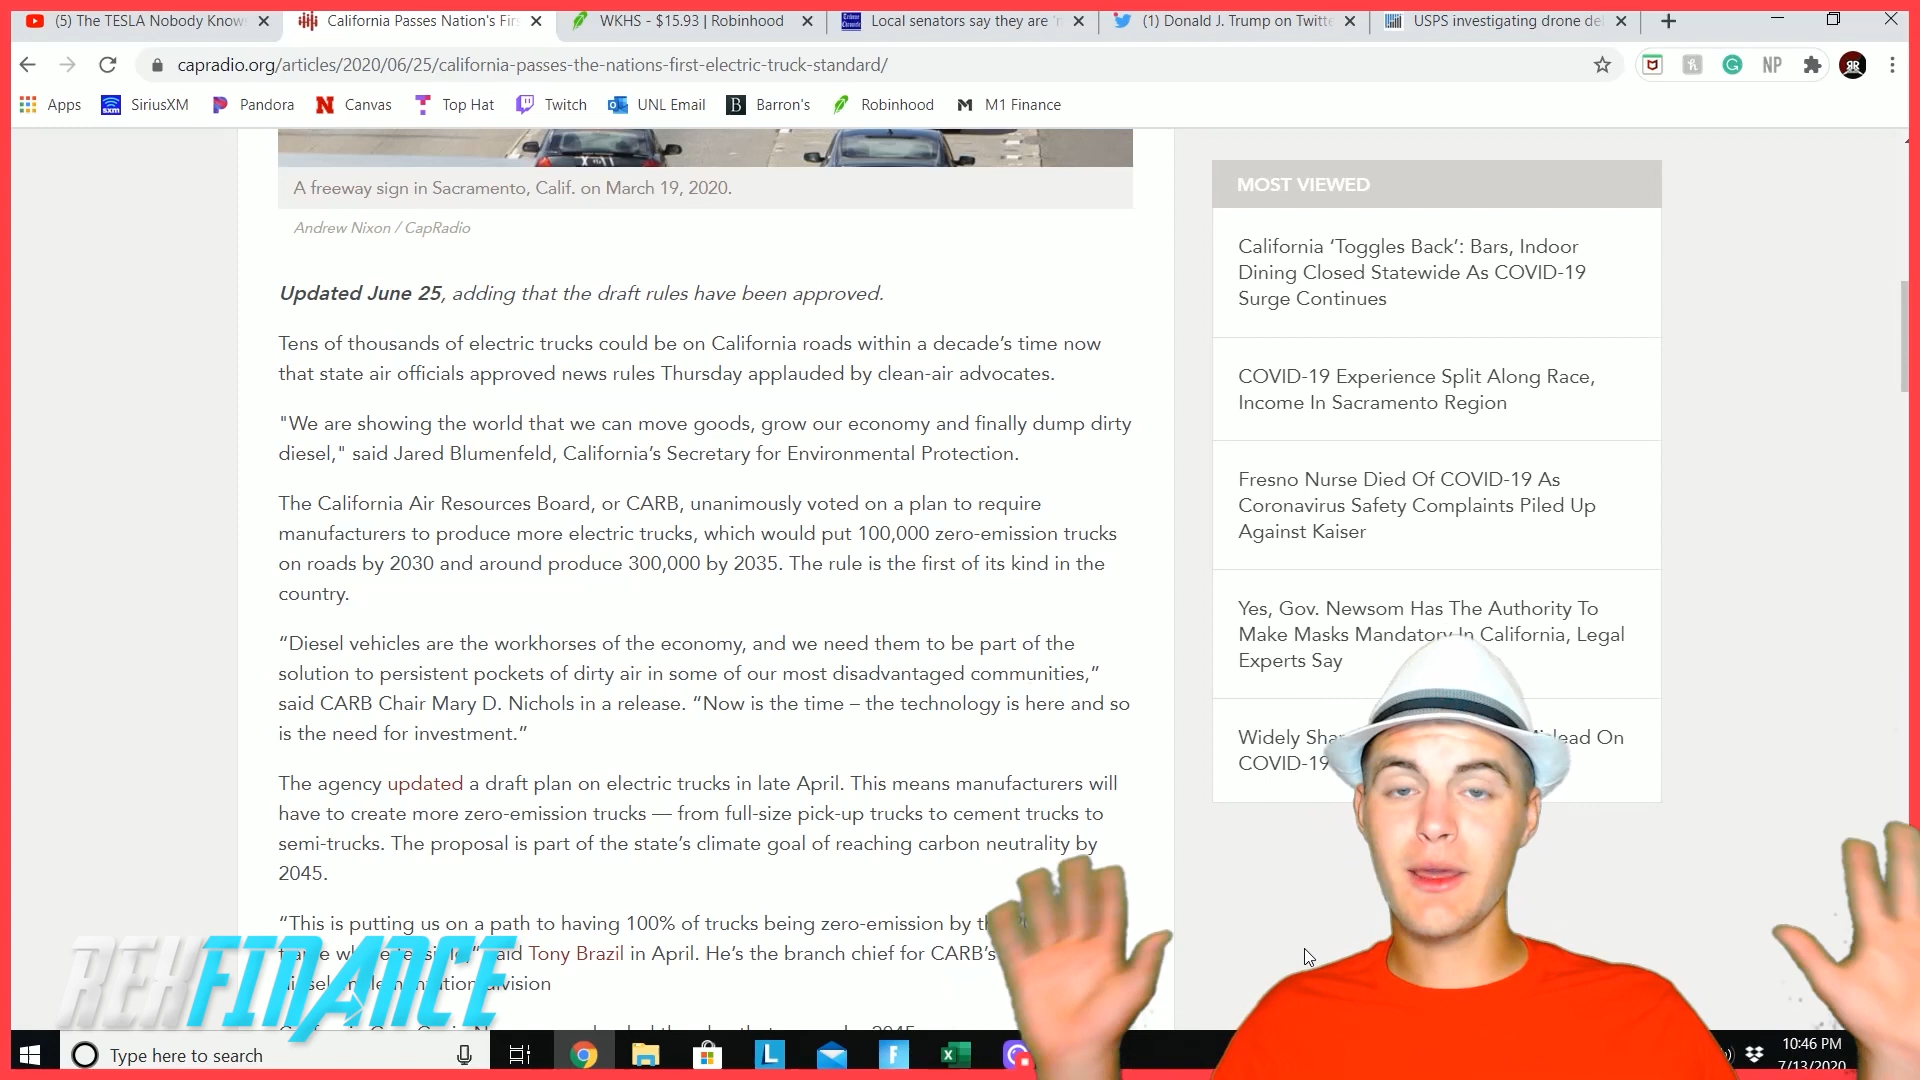 (5) The TESLA Nobody Knows
California Passes Nation's Firs
WKHS - $15.93 | Robinhood
Local senators say they are 'n
(1) Donald J. Trump on Twitte
USPS investigating drone del
capradio.org/articles/2020/06/25/california-passes-the-nations-first-electric-truck-standard/
NP
RR
Apps
SiriusXM
Pandora
Canvas
Top Hat
Twitch
UNL Email
Barron's
Robinhood
M1 Finance
A freeway sign in Sacramento, Calif. on March 19, 2020.
Andrew Nixon / CapRadio
Updated June 25, adding that the draft rules have been approved.
Tens of thousands of electric trucks could be on California roads within a decade's time now
that state air officials approved news rules Thursday applauded by clean-air advocates.
"We are showing the world that we can move goods, grow our economy and finally dump dirty
diesel," said Jared Blumenfeld, California's Secretary for Environmental Protection.
The California Air Resources Board, or CARB, unanimously voted on a plan to require
manufacturers to produce more electric trucks, which would put 100,000 zero-emission trucks
on roads by 2030 and around produce 300,000 by 2035. The rule is the first of its kind in the
country.
“Diesel vehicles are the workhorses of the economy, and we need them to be part of the
solution to persistent pockets of dirty air in some of our most disadvantaged communities,”
said CARB Chair Mary D. Nichols in a release. “Now is the time – the technology is here and so
is the need for investment.”
The agency updated a draft plan on electric trucks in late April. This means manufacturers will
have to create more zero-emission trucks — from full-size pick-up trucks to cement trucks to
semi-trucks. The proposal is part of the state's climate goal of reaching carbon neutrality by
2045.
“This is putting us on a path to having 100% of trucks being zero-emission by
said Tony Brazil in April. He's the branch chief for CARB's
division
MOST VIEWED
California ‘Toggles Back’: Bars, Indoor
Dining Closed Statewide As COVID-19
Surge Continues
COVID-19 Experience Split Along Race,
Income In Sacramento Region
Fresno Nurse Died Of COVID-19 As
Coronavirus Safety Complaints Piled Up
Against Kaiser
Yes, Gov. Newsom Has The Authority To
Make Masks Mandatory In California, Legal
Experts Say
Widely On
COVID-19
REXFINANCE
Type here to search
10:46 PM
7/13/2020